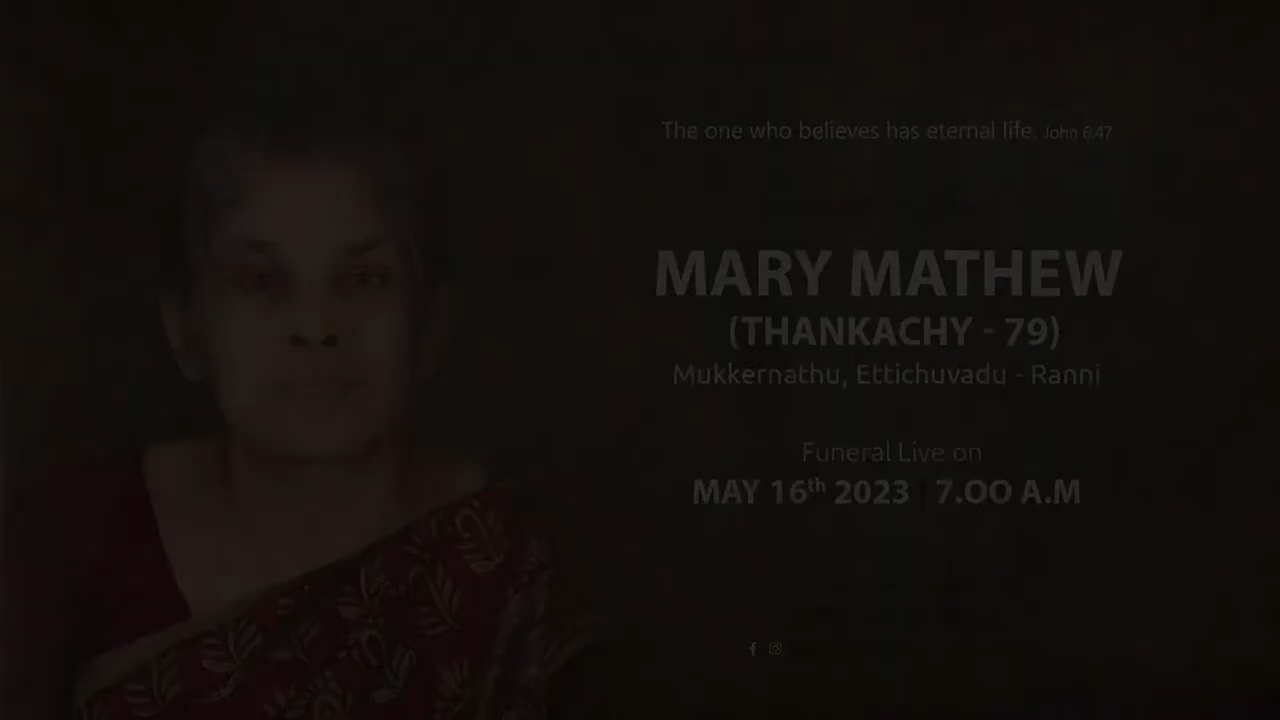 The one who believes has eternal life. John 6:47
MARY MATHEW
(THANKACHY - 79)
Mukkernathu, Ettichuvadu - Ranni
Funeral Live on
MAY 16th 2023 | 7.OO A.M